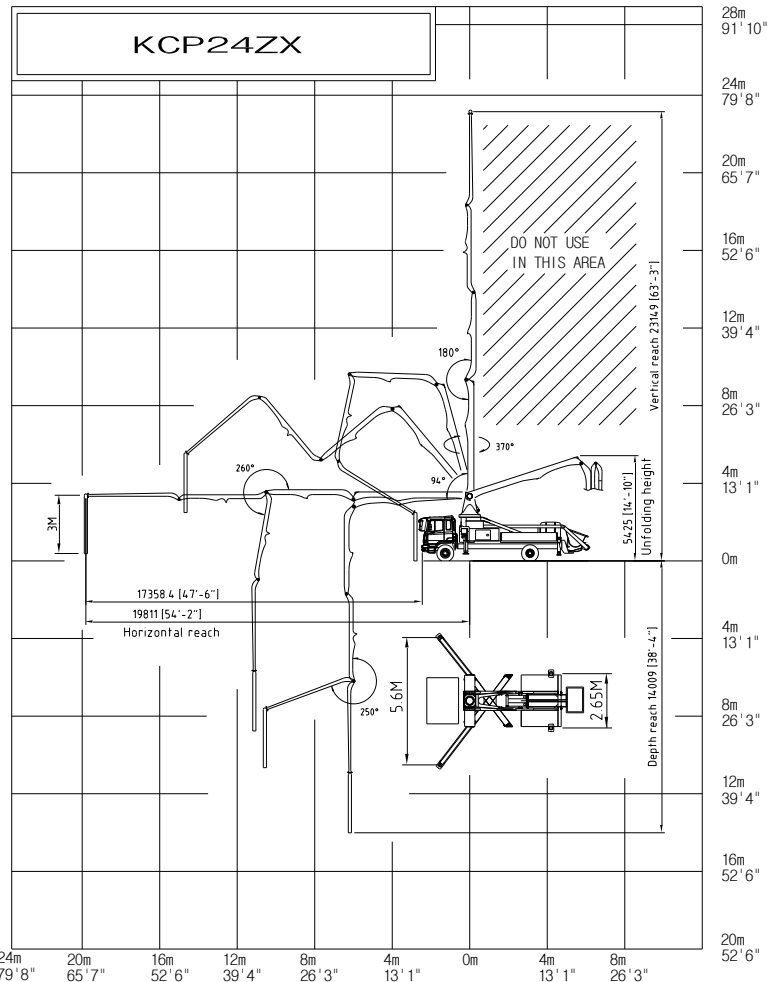 KCP24ZX
28m
91'10"
24m
79'8"
20m
65'7"
16m
52'6"
12m
39'4"
8m
26'3"
4m
13'1"
0m
4m
13'1"
8m
26'3"
12m
39'4"
16m
52'6"
20m
52'6"
DO NOT USE
IN THIS AREA
Vertical reach 23149 [63'-3"]
180°
370°
94°
260°
5425 [14'-10"]
Unfolding height
3M
17358.4 [47'-6"]
19811 [54'-2"]
Horizontal reach
250°
5.6M
2.65M
Depth reach 14009 [38'-4"]
24m
79'8"
20m
65'7"
16m
52'6"
12m
39'4"
8m
26'3"
4m
13'1"
0m
4m
13'1"
8m
26'3"